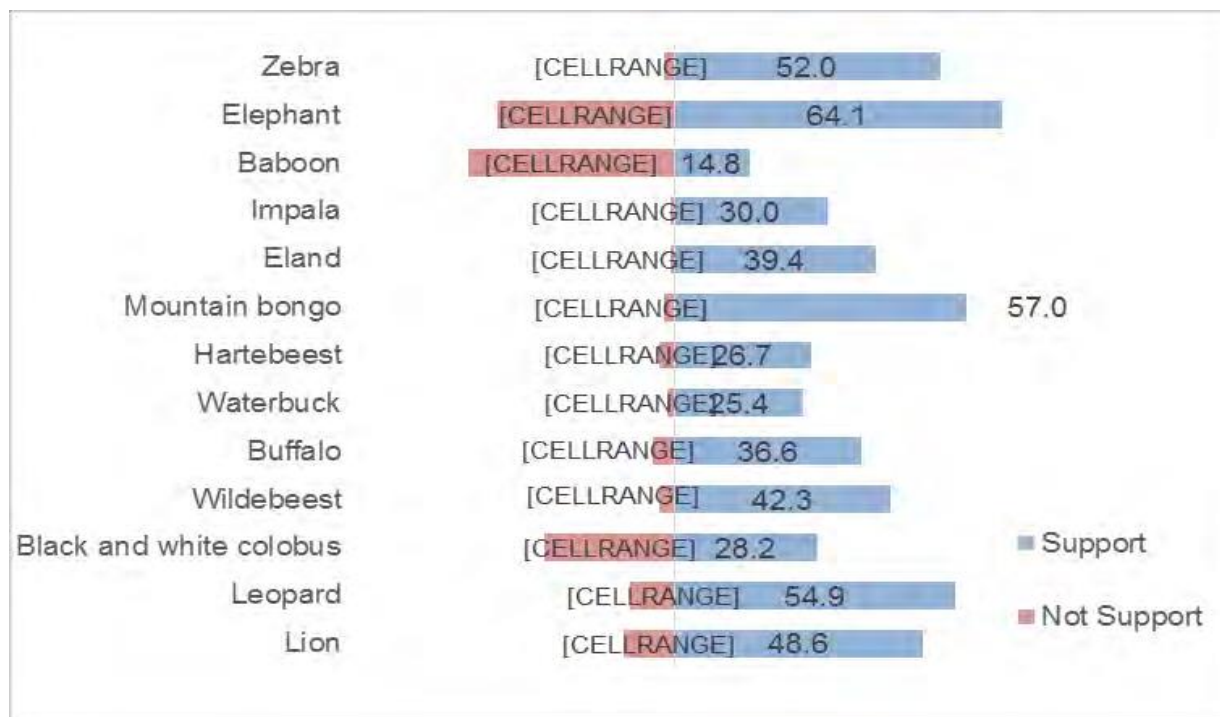 Zebra [CELLRANGE] 52.0
Elephant [CELLRANGE] 64.1
Baboon [CELLRANGE] 14.8
Impala [CELLRANGE] 30.0
Eland [CELLRANGE] 39.4
Mountain bongo [CELLRANGE] 57.0
Hartebeest [CELLRANGE] 26.7
Waterbuck [CELLRANGE] 25.4
Buffalo [CELLRANGE] 36.6
Wildebeest [CELLRANGE] 42.3
Black and white colobus [CELLRANGE] 28.2
Support
Leopard [CELLRANGE] 54.9
Not Support
Lion [CELLRANGE] 48.6